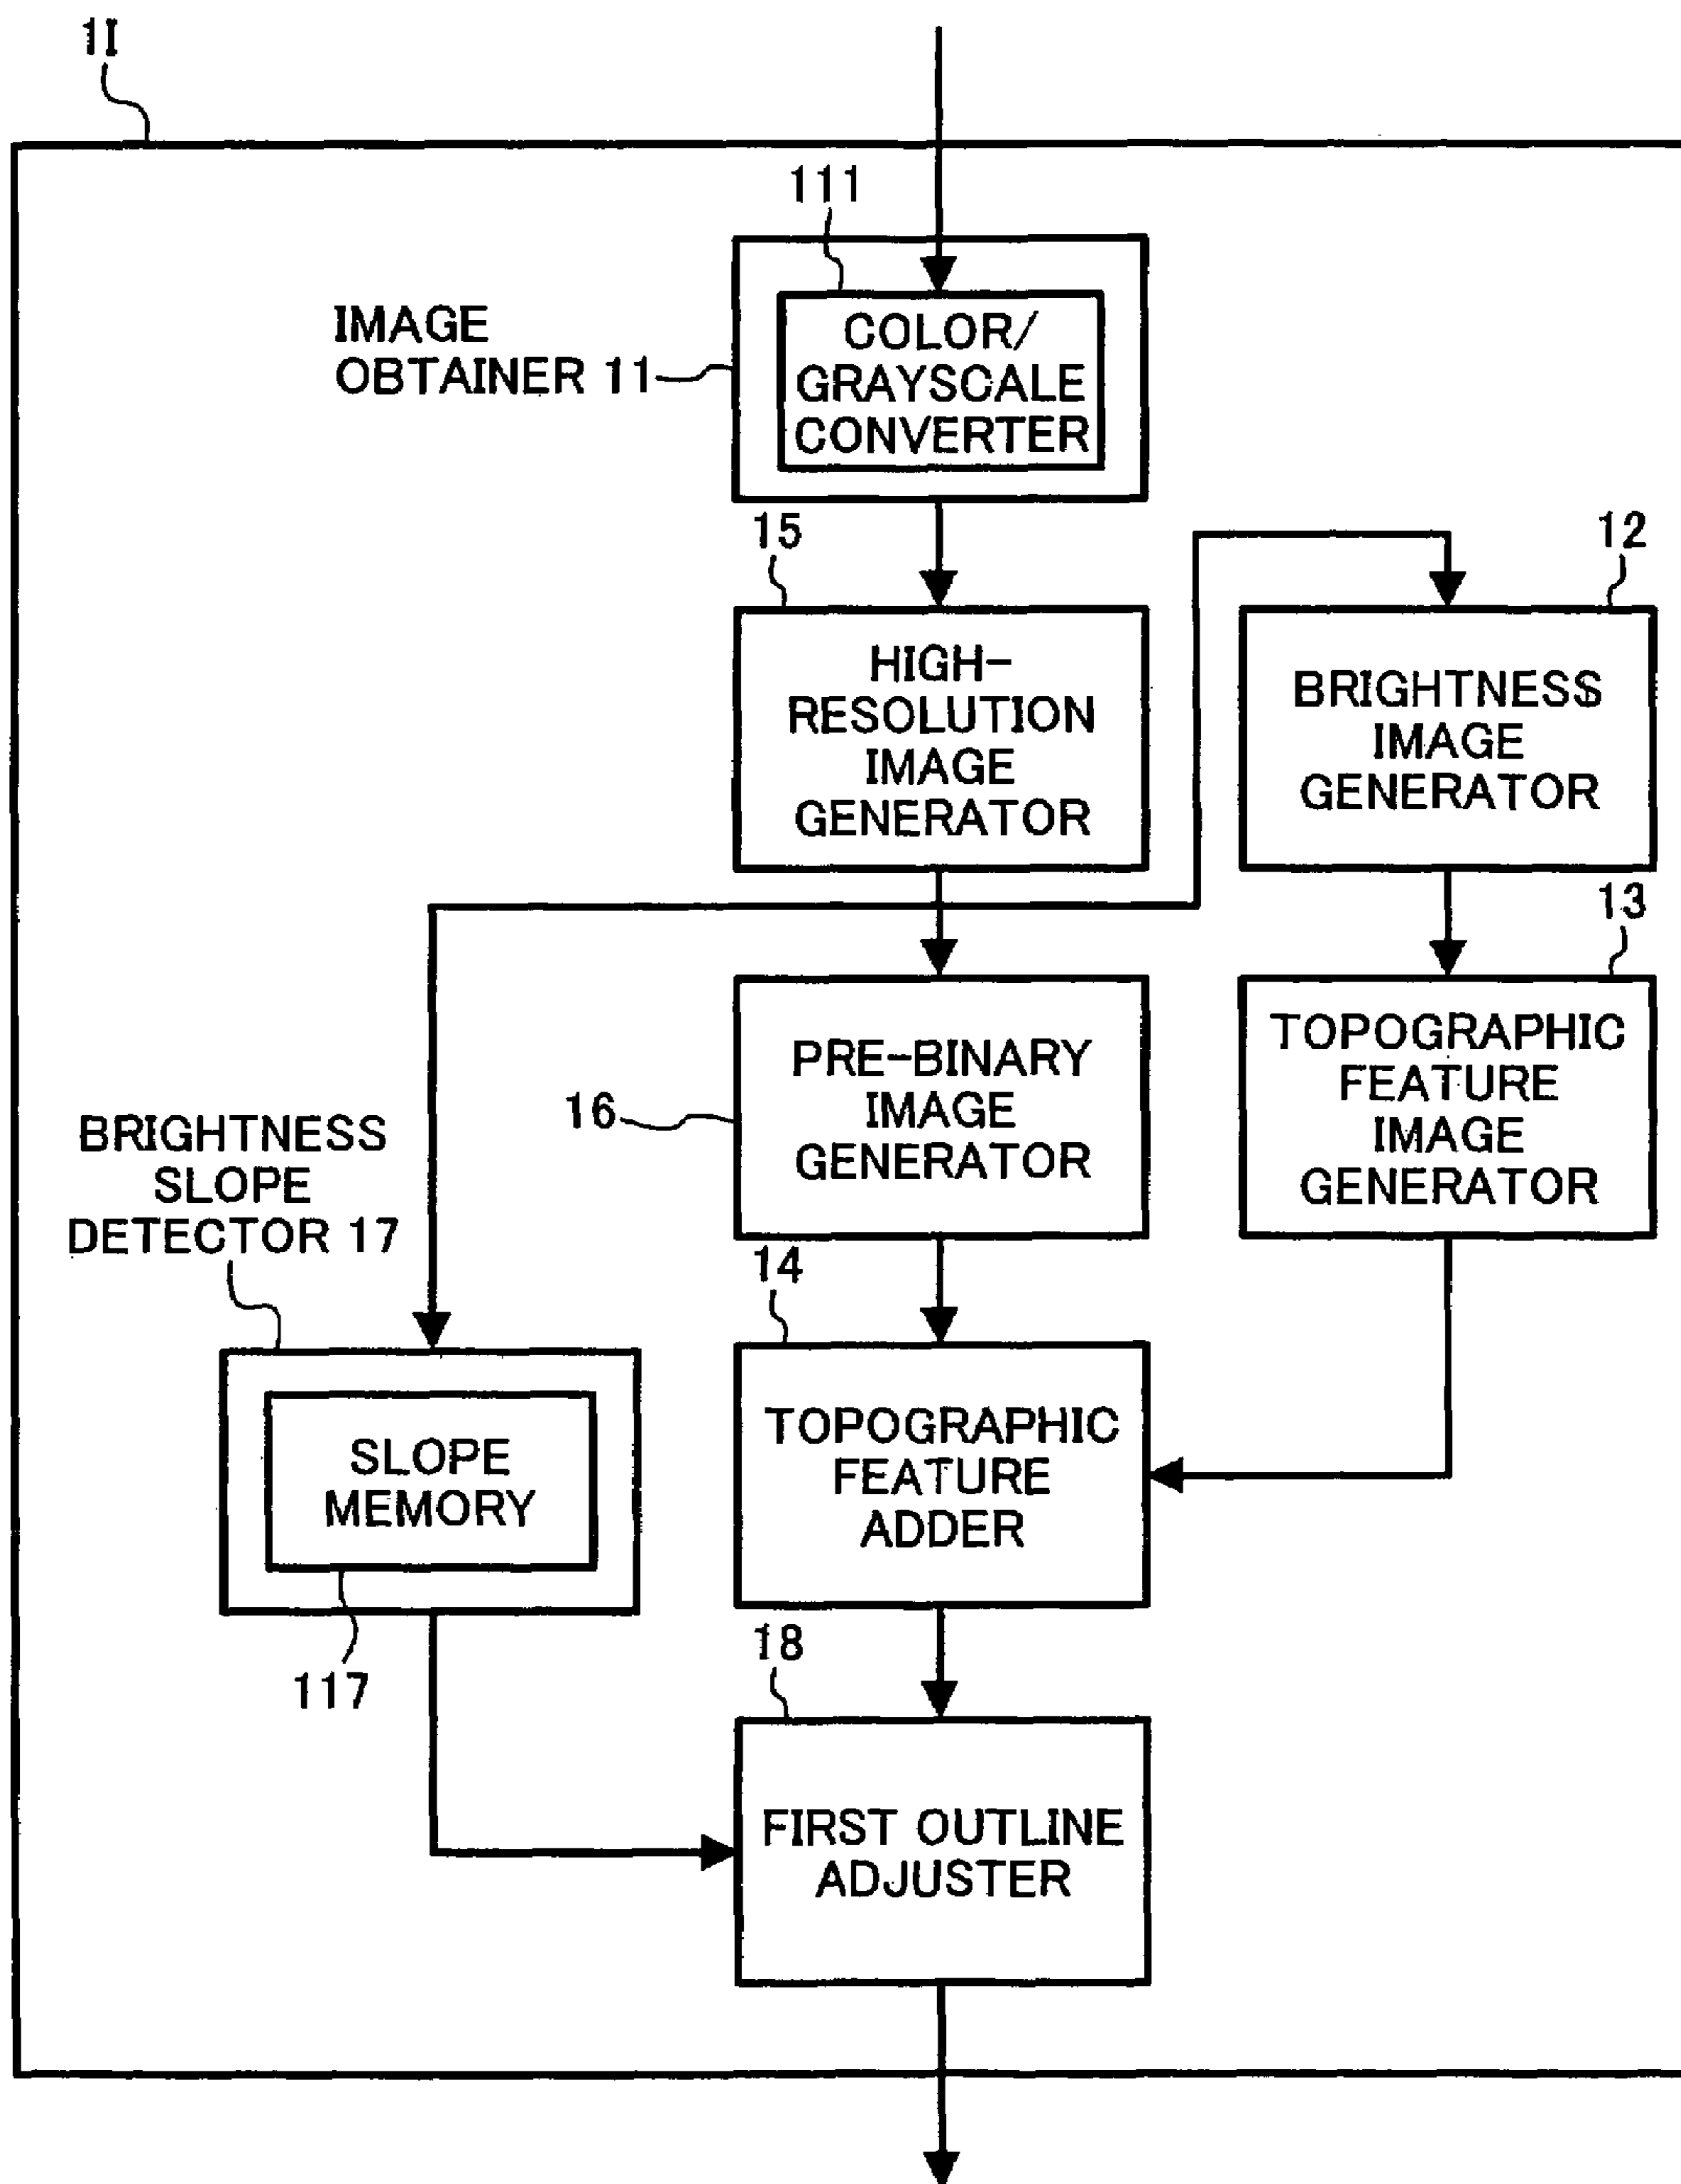 1I
111
IMAGE
OBTAINER 11
COLOR/
GRAYSCALE
CONVERTER
15
12
HIGH-
RESOLUTION
IMAGE
GENERATOR
BRIGHTNESS
IMAGE
GENERATOR
13
PRE-BINARY
IMAGE
GENERATOR
16
TOPOGRAPHIC
FEATURE
IMAGE
GENERATOR
BRIGHTNESS
SLOPE
DETECTOR 17
14
SLOPE
MEMORY
117
TOPOGRAPHIC
FEATURE
ADDER
18
FIRST OUTLINE
ADJUSTER